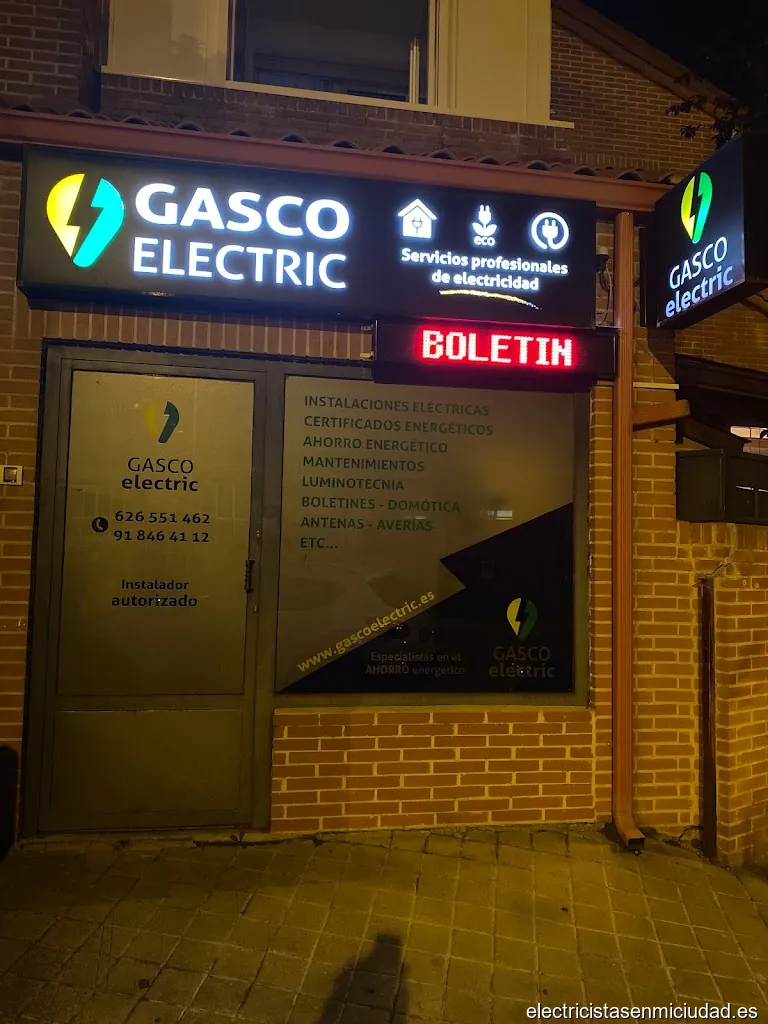 GASCO
ELECTRIC
eco
Servicios profesionales
de electricidad
GASCO
electric
BOLETIN
GASCO
electric
626 551 462
91 846 41 12
Instalador
autorizado
INSTALACIONES ELÉCTRICAS
CERTIFICADOS ENERGÉTICOS
AHORRO ENERGÉTICO
MANTENIMIENTOS
LUMINOTECNIA
BOLETINES - DOMÓTICA
ANTENAS - AVERÍAS
ETC...
www.gascoelectric.es
Especialistas en el
AHORRO energético
GASCO
electric
electricistasenmiciudad.es